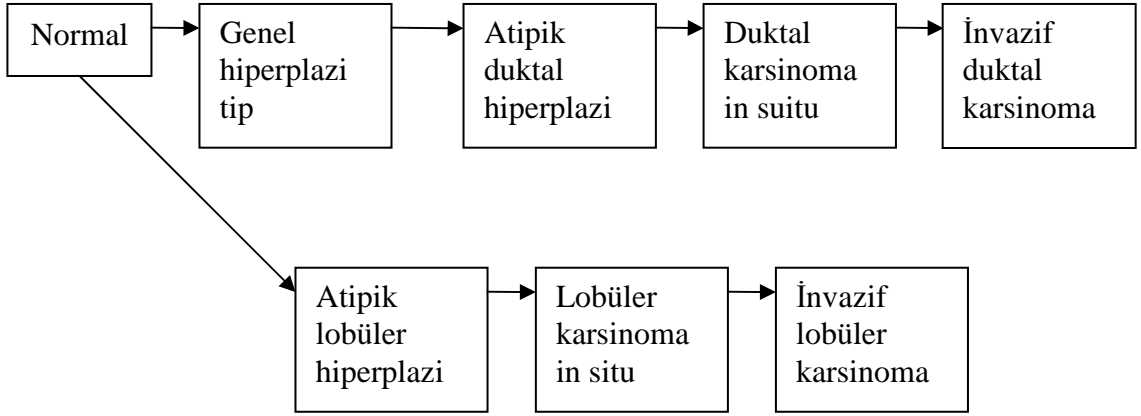 Normal
Genel
hiperplazi
tip
Atipik
duktal
hiperplazi
Duktal
karsinoma
in suitu
İnvazif
duktal
karsinoma
Atipik
lobüler
hiperplazi
Lobüler
karsinoma
in situ
İnvazif
lobüler
karsinoma